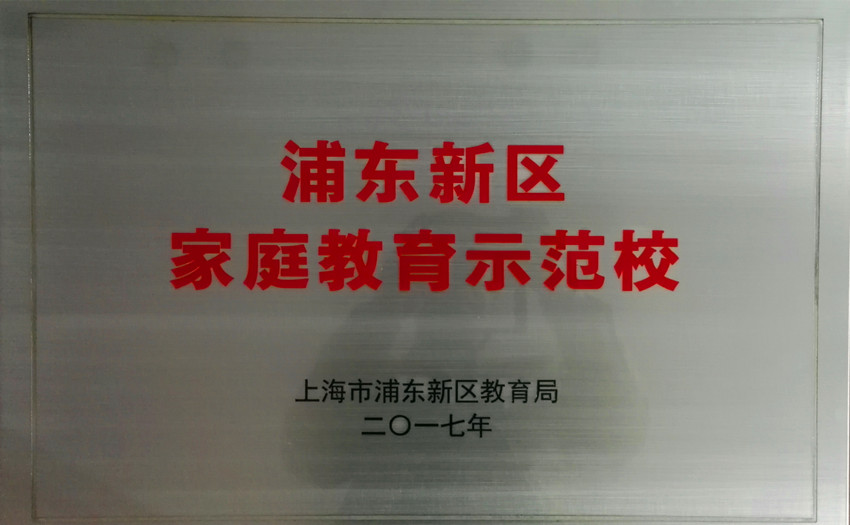 浦东新区
家庭教育示范校
上海市浦东新区教育局
二〇一七年